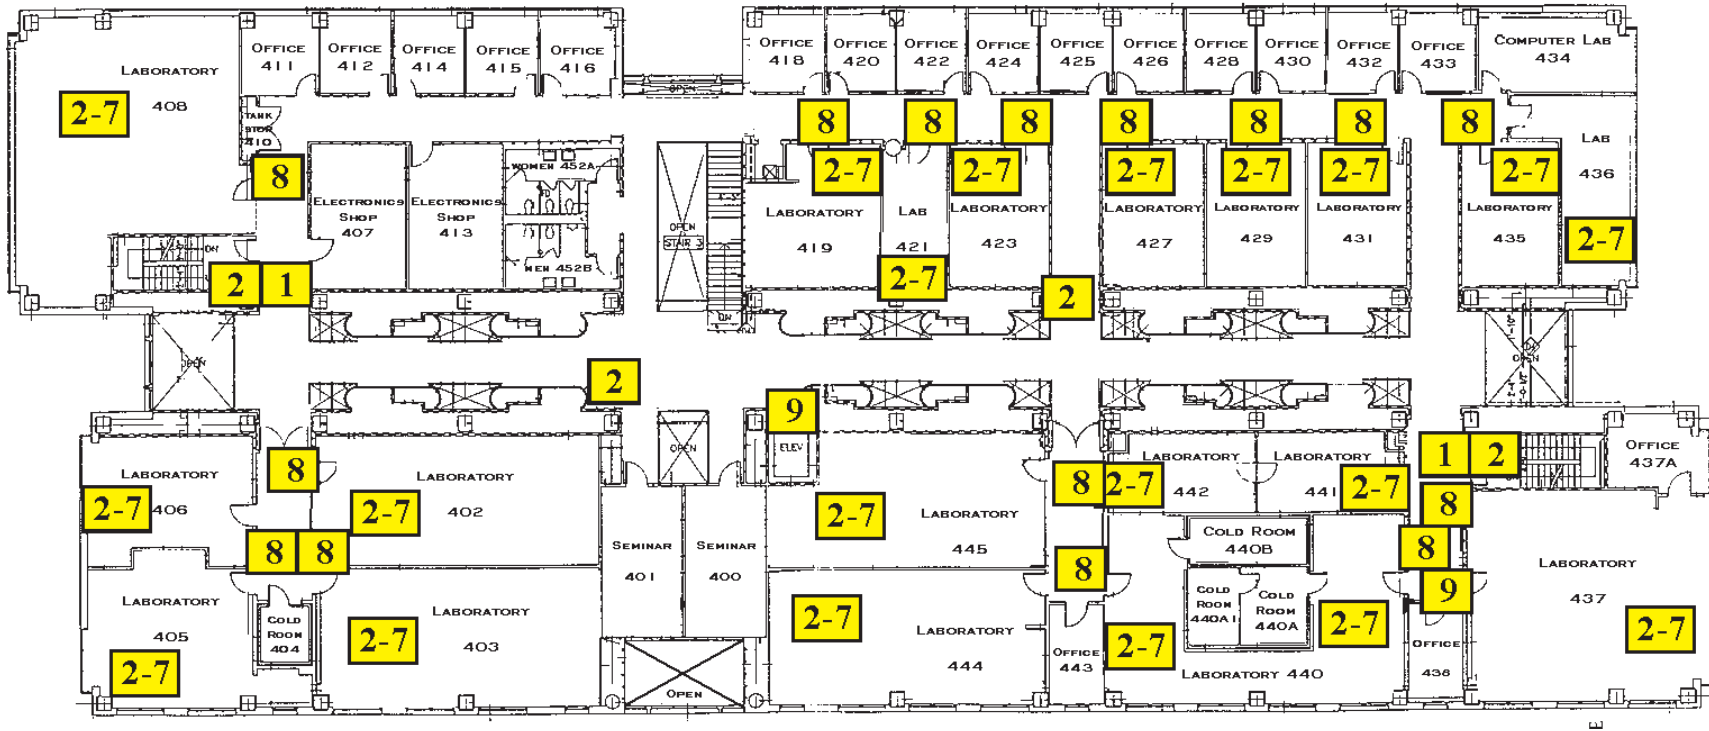 OFFICE
411
OFFICE
412
OFFICE
414
OFFICE
415
OFFICE
416
OFFICE
418
OFFICE
420
OFFICE
422
OFFICE
424
OFFICE
425
OFFICE
426
OFFICE
428
OFFICE
430
OFFICE
432
OFFICE
433
COMPUTER LAB
434
LABORATORY
408
2-7
TANK
STOR
410
OPEN
8
8
8
8
8
8
8
8
WOMEN 452A
ELECTRONICS
SHOP
407
ELECTRONICS
SHOP
413
MEN 452B
OPEN
STAIR 3
DN
2-7
LABORATORY
419
LAB
421
2-7
2-7
LABORATORY
423
2-7
LABORATORY
427
2-7
LABORATORY
429
2-7
LABORATORY
431
2-7
LABORATORY
435
LAB
436
2-7
DN
2
1
2
OPEN
2
OPEN
9
ELEV
OPEN
8
LABORATORY
406
2-7
LABORATORY
402
2-7
8
8
SEMINAR
401
SEMINAR
400
2-7
LABORATORY
445
8
8
LABORATORY
442
2-7
LABORATORY
441
2-7
1
2
OFFICE
437A
8
8
9
COLD ROOM
440B
COLD
ROOM
440A1
COLD
ROOM
440A
2-7
LABORATORY
405
2-7
COLD
ROOM
404
LABORATORY
403
2-7
OPEN
2-7
LABORATORY
444
OFFICE
443
2-7
LABORATORY 440
OFFICE
438
LABORATORY
437
2-7
E